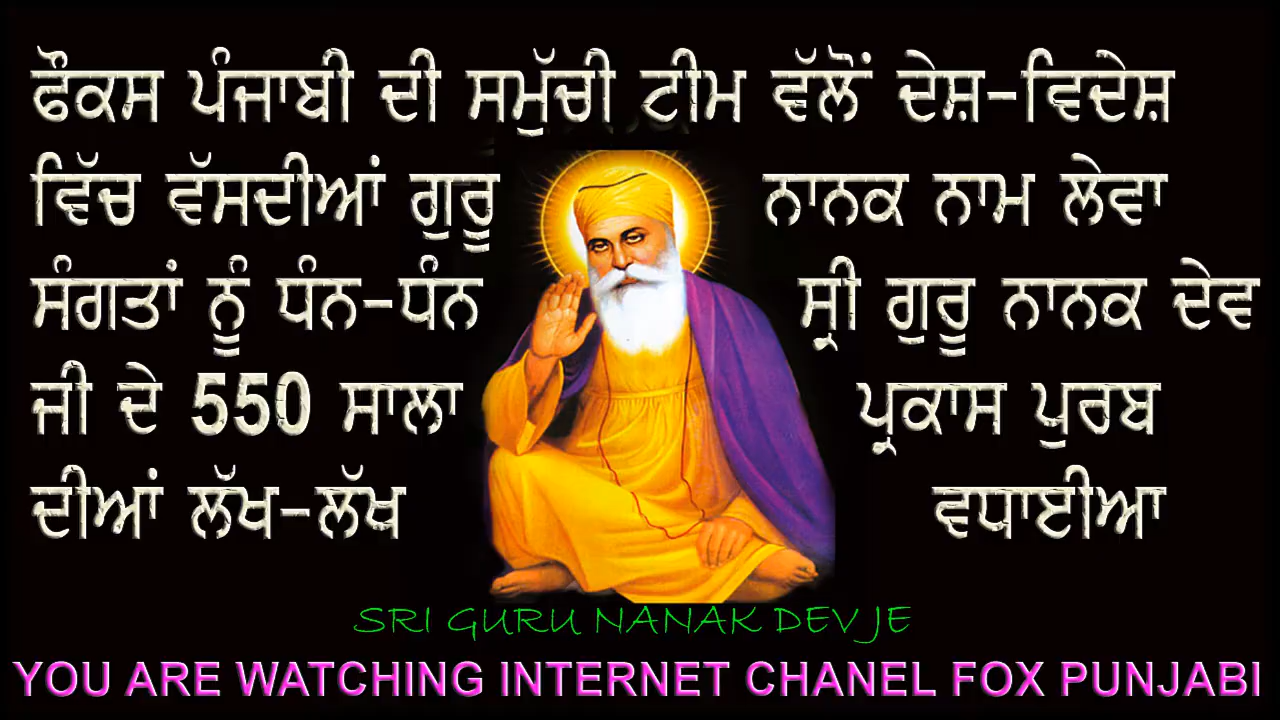 ਫੌਕਸ ਪੰਜਾਬੀ ਦੀ ਸਮੁੱਚੀ ਟੀਮ ਵੱਲੋਂ ਦੇਸ਼-ਵਿਦੇਸ਼
ਵਿੱਚ ਵੱਸਦੀਆਂ ਗੁਰੂ ਨਾਨਕ ਨਾਮ ਲੇਵਾ
ਸੰਗਤਾਂ ਨੂੰ ਧੰਨ-ਧੰਨ ਸ੍ਰੀ ਗੁਰੂ ਨਾਨਕ ਦੇਵ
ਜੀ ਦੇ 550 ਸਾਲਾ ਪ੍ਰਕਾਸ ਪੁਰਬ
ਦੀਆਂ ਲੱਖ-ਲੱਖ ਵਧਾਈਆ
SRI GURU NANAK DEV JE
YOU ARE WATCHING INTERNET CHANEL FOX PUNJABI